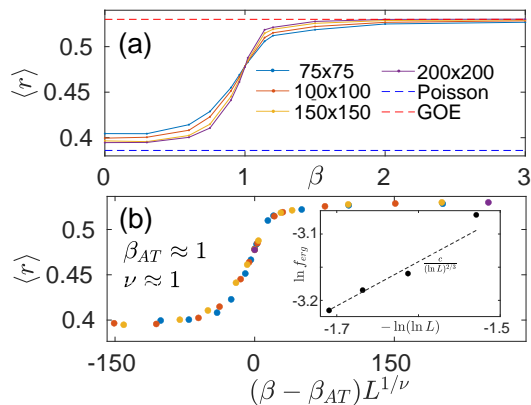 (a)
⟨r⟩
0.5
0.45
0.4
0
1
2
3
β
75x75
100x100
150x150
200x200
Poisson
GOE
(b)
β_AT ≈ 1
ν ≈ 1
⟨r⟩
0.5
0.45
0.4
-150
0
150
(β − β_AT)L^{1/ν}
ln f_erg
-3.1
-3.2
c/(ln L)^{2/3}
-1.7
-1.5
− ln(ln L)